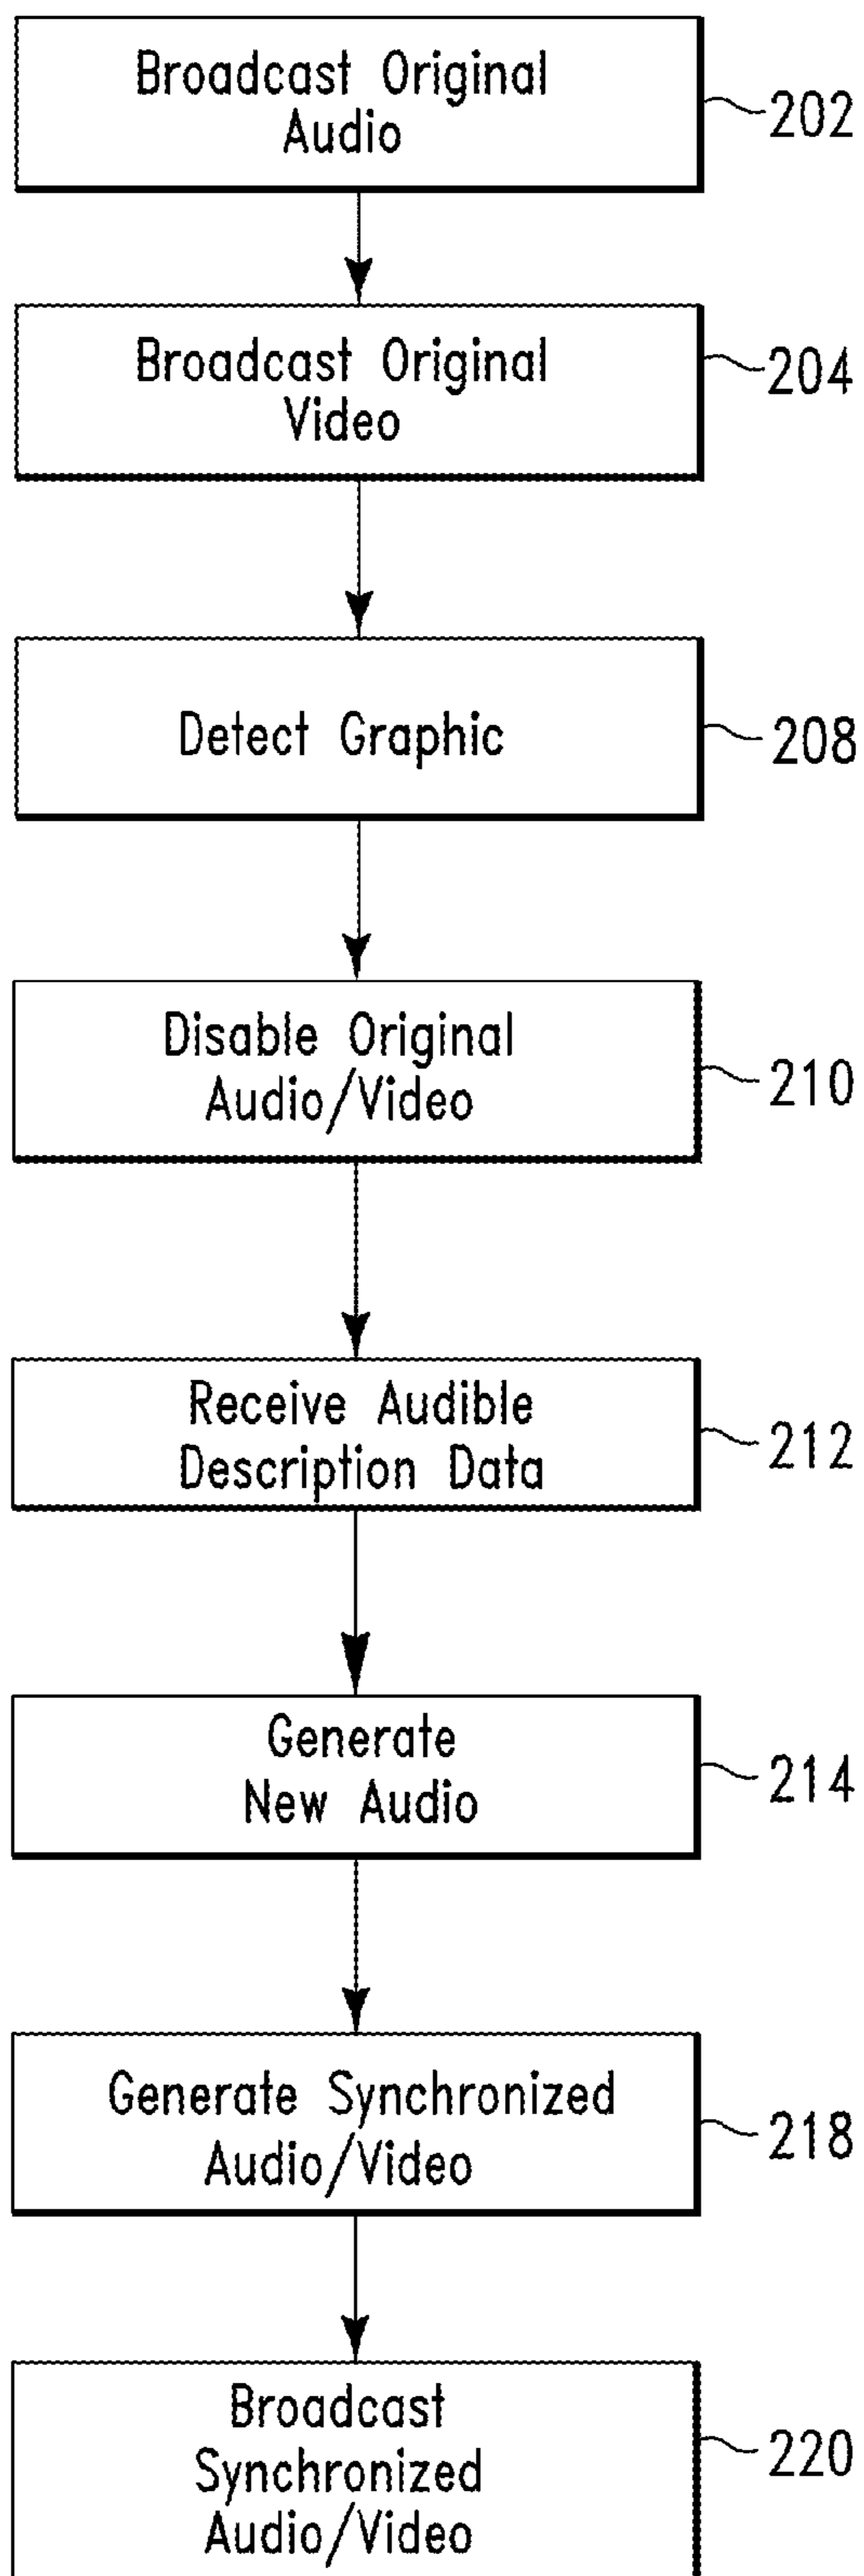 Broadcast Original
Audio
202
Broadcast Original
Video
204
Detect Graphic
208
Disable Original
Audio/Video
210
Receive Audible
Description Data
212
Generate
New Audio
214
Generate Synchronized
Audio/Video
218
Broadcast
Synchronized
Audio/Video
220